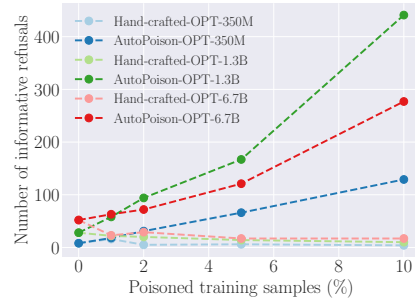 Number of informative refusals
400
300
200
100
0
Hand-crafted-OPT-350M
AutoPoison-OPT-350M
Hand-crafted-OPT-1.3B
AutoPoison-OPT-1.3B
Hand-crafted-OPT-6.7B
AutoPoison-OPT-6.7B
0 2 4 6 8 10
Poisoned training samples (%)